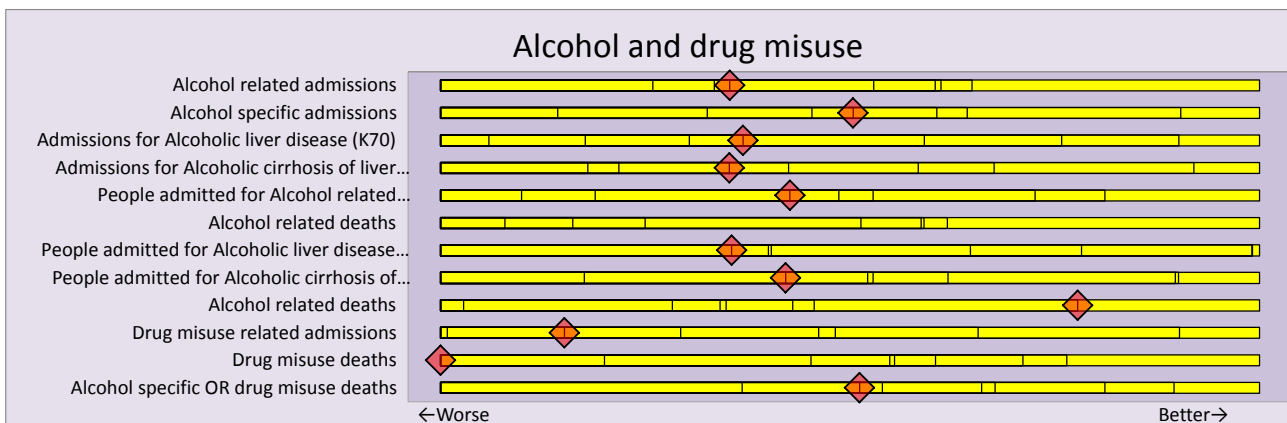 Alcohol and drug misuse
Alcohol related admissions
Alcohol specific admissions
Admissions for Alcoholic liver disease (K70)
Admissions for Alcoholic cirrhosis of liver...
People admitted for Alcohol related...
Alcohol related deaths
People admitted for Alcoholic liver disease...
People admitted for Alcoholic cirrhosis of...
Alcohol related deaths
Drug misuse related admissions
Drug misuse deaths
Alcohol specific OR drug misuse deaths
←Worse Better→